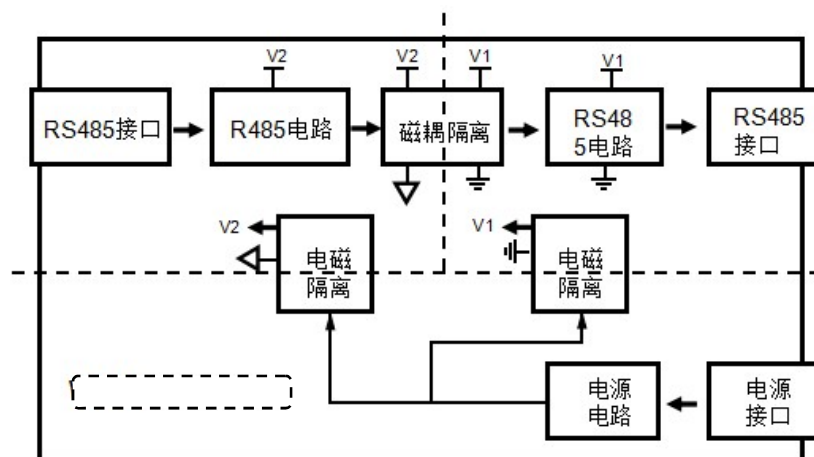 V2
V2
V1
V1
RS485接口
R485电路
磁耦隔离
RS48
5电路
RS485
接口
V2
电磁
隔离
V1
电磁
隔离
电源
电路
电源
接口